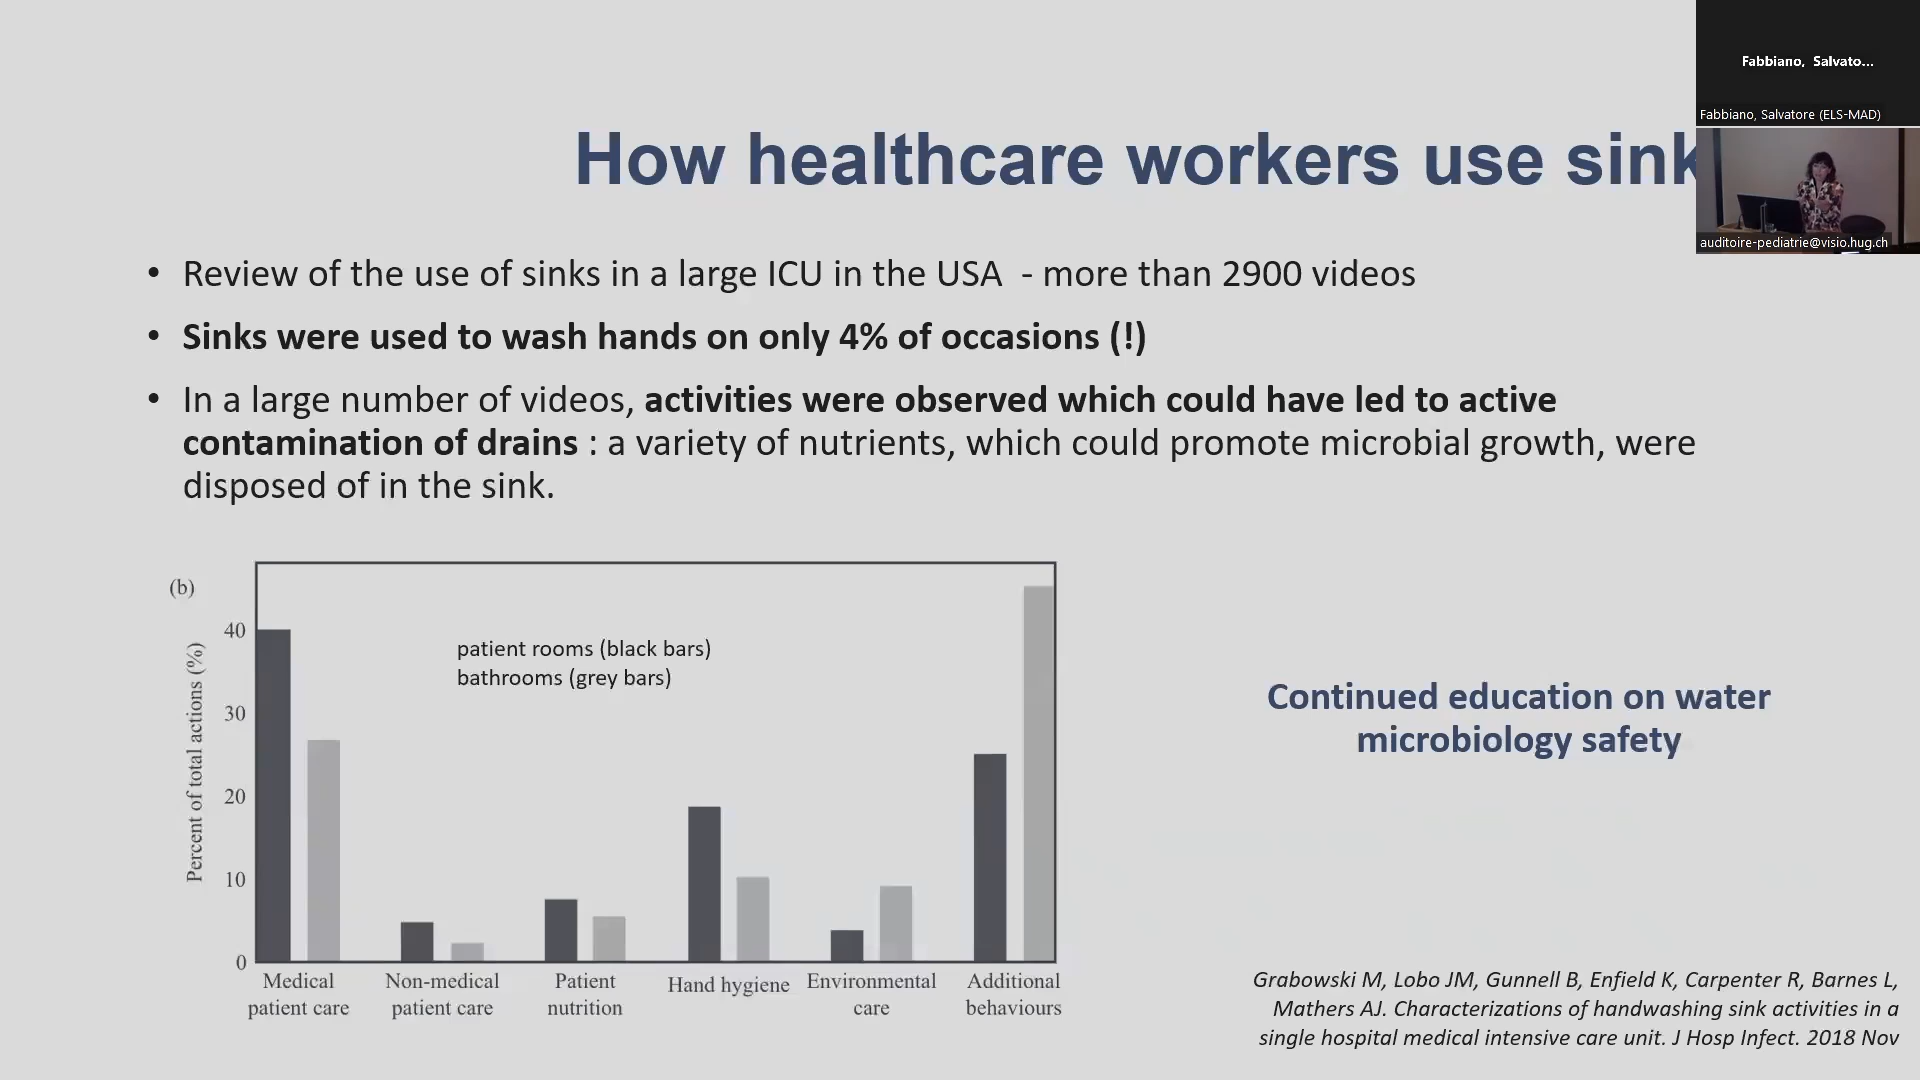 Fabbiano, Salvato...
Fabbiano, Salvatore (ELS-MAD)
auditoire-pediatrie@visio.hug.ch
How healthcare workers use sink
• Review of the use of sinks in a large ICU in the USA - more than 2900 videos
• Sinks were used to wash hands on only 4% of occasions (!)
• In a large number of videos, activities were observed which could have led to active
contamination of drains : a variety of nutrients, which could promote microbial growth, were
disposed of in the sink.
(b)
patient rooms (black bars)
bathrooms (grey bars)
Percent of total actions (%)
40
30
20
10
0
Medical
patient care
Non-medical
patient care
Patient
nutrition
Hand hygiene
Environmental
care
Additional
behaviours
Continued education on water
microbiology safety
Grabowski M, Lobo JM, Gunnell B, Enfield K, Carpenter R, Barnes L,
Mathers AJ. Characterizations of handwashing sink activities in a
single hospital medical intensive care unit. J Hosp Infect. 2018 Nov